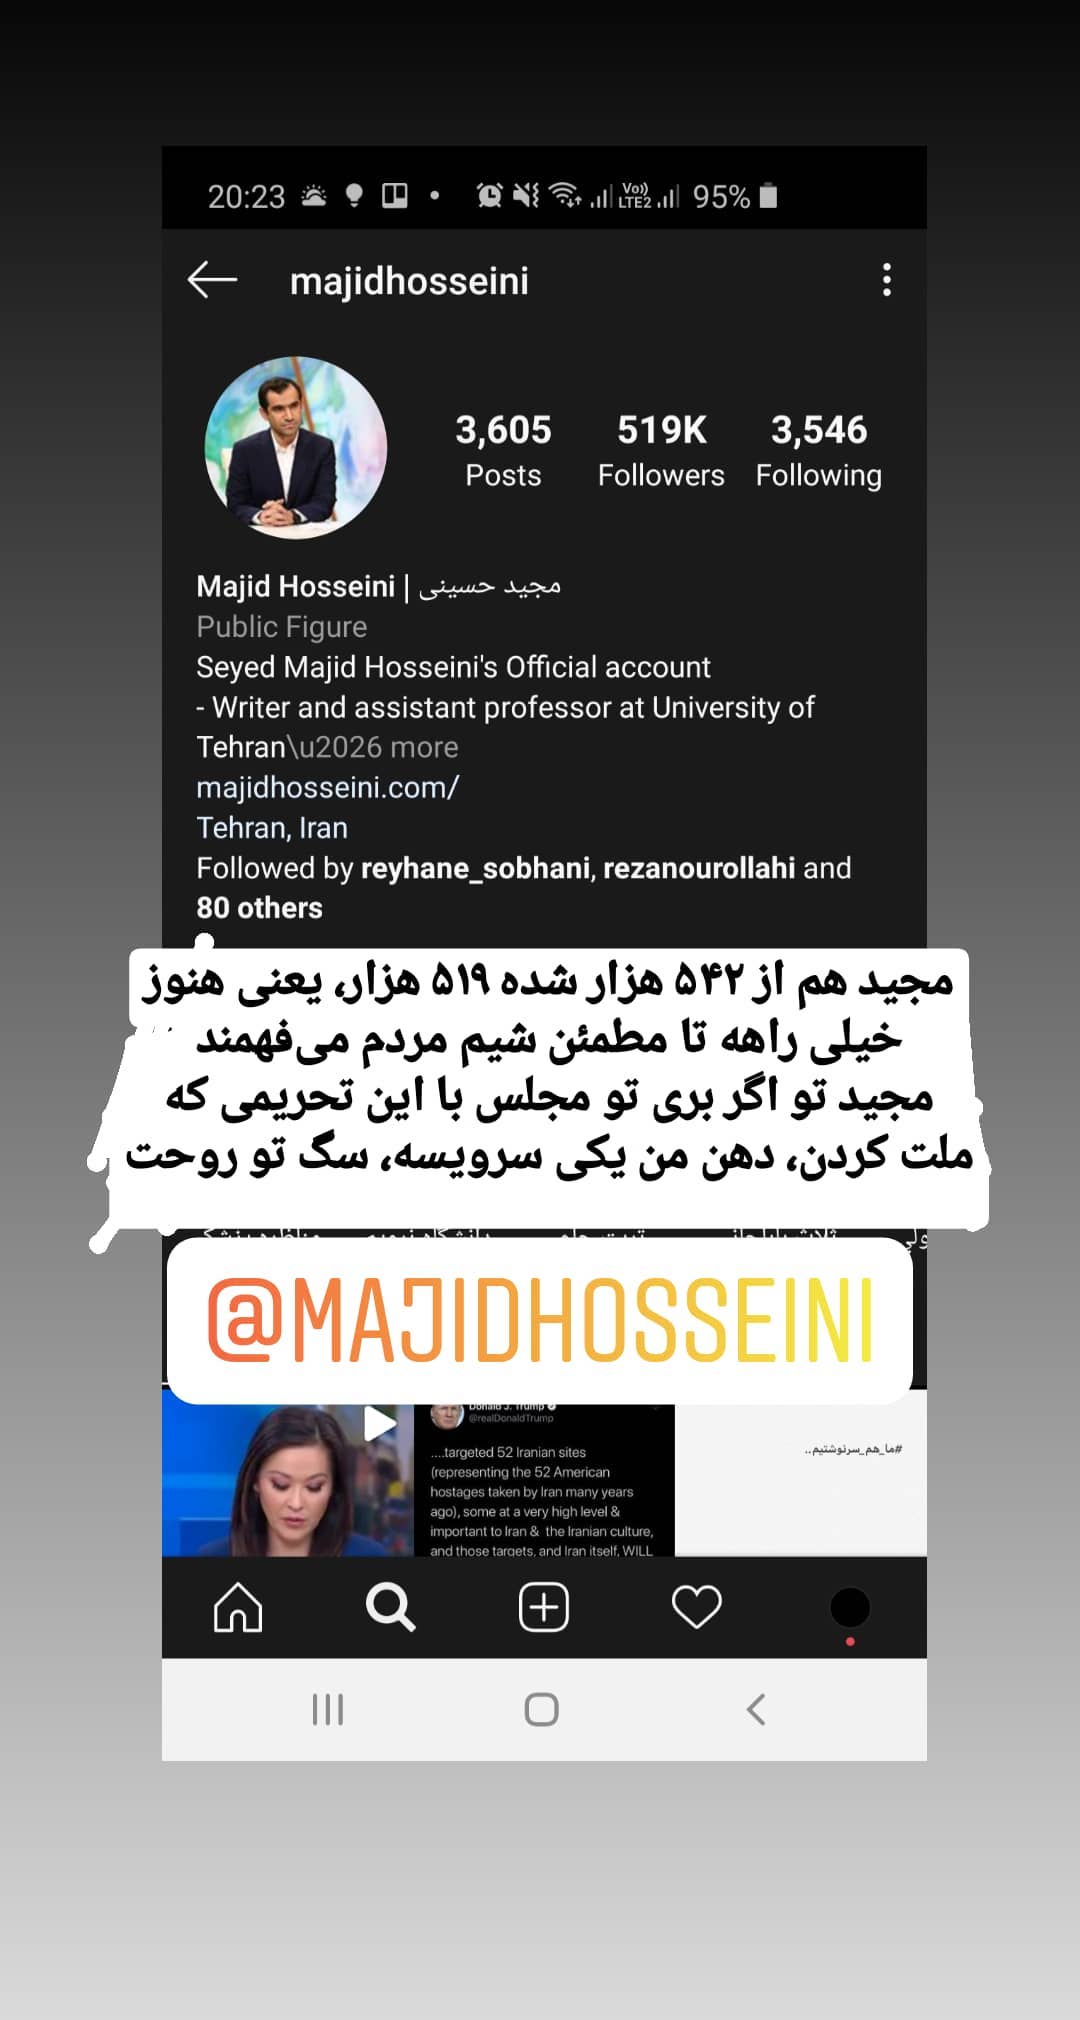 20:23 Vo)) LTE2 95%
majidhosseini
3,605 519K 3,546
Posts Followers Following
Majid Hosseini | مجید حسینی
Public Figure
Seyed Majid Hosseini's Official account
- Writer and assistant professor at University of
Tehran\u2026 more
majidhosseini.com/
Tehran, Iran
Followed by reyhane_sobhani, rezanourollahi and
80 others
مجید هم از ۵۴۲ هزار شده ۵۱۹ هزار، یعنی هنوز
خیلی راهه تا مطمئن شیم مردم می‌فهمند
مجید تو اگر بری تو مجلس با این تحریمی که
ملت کردن، دهن من یکی سرویسه، سگ تو روحت
@MAJIDHOSSEINI
Donald J. Trump
@realDonaldTrump
....targeted 52 Iranian sites
(representing the 52 American
hostages taken by Iran many years
ago), some at a very high level &
important to Iran & the Iranian culture,
and those targets, and Iran itself, WILL
#ما_هم_سرنوشتیم..